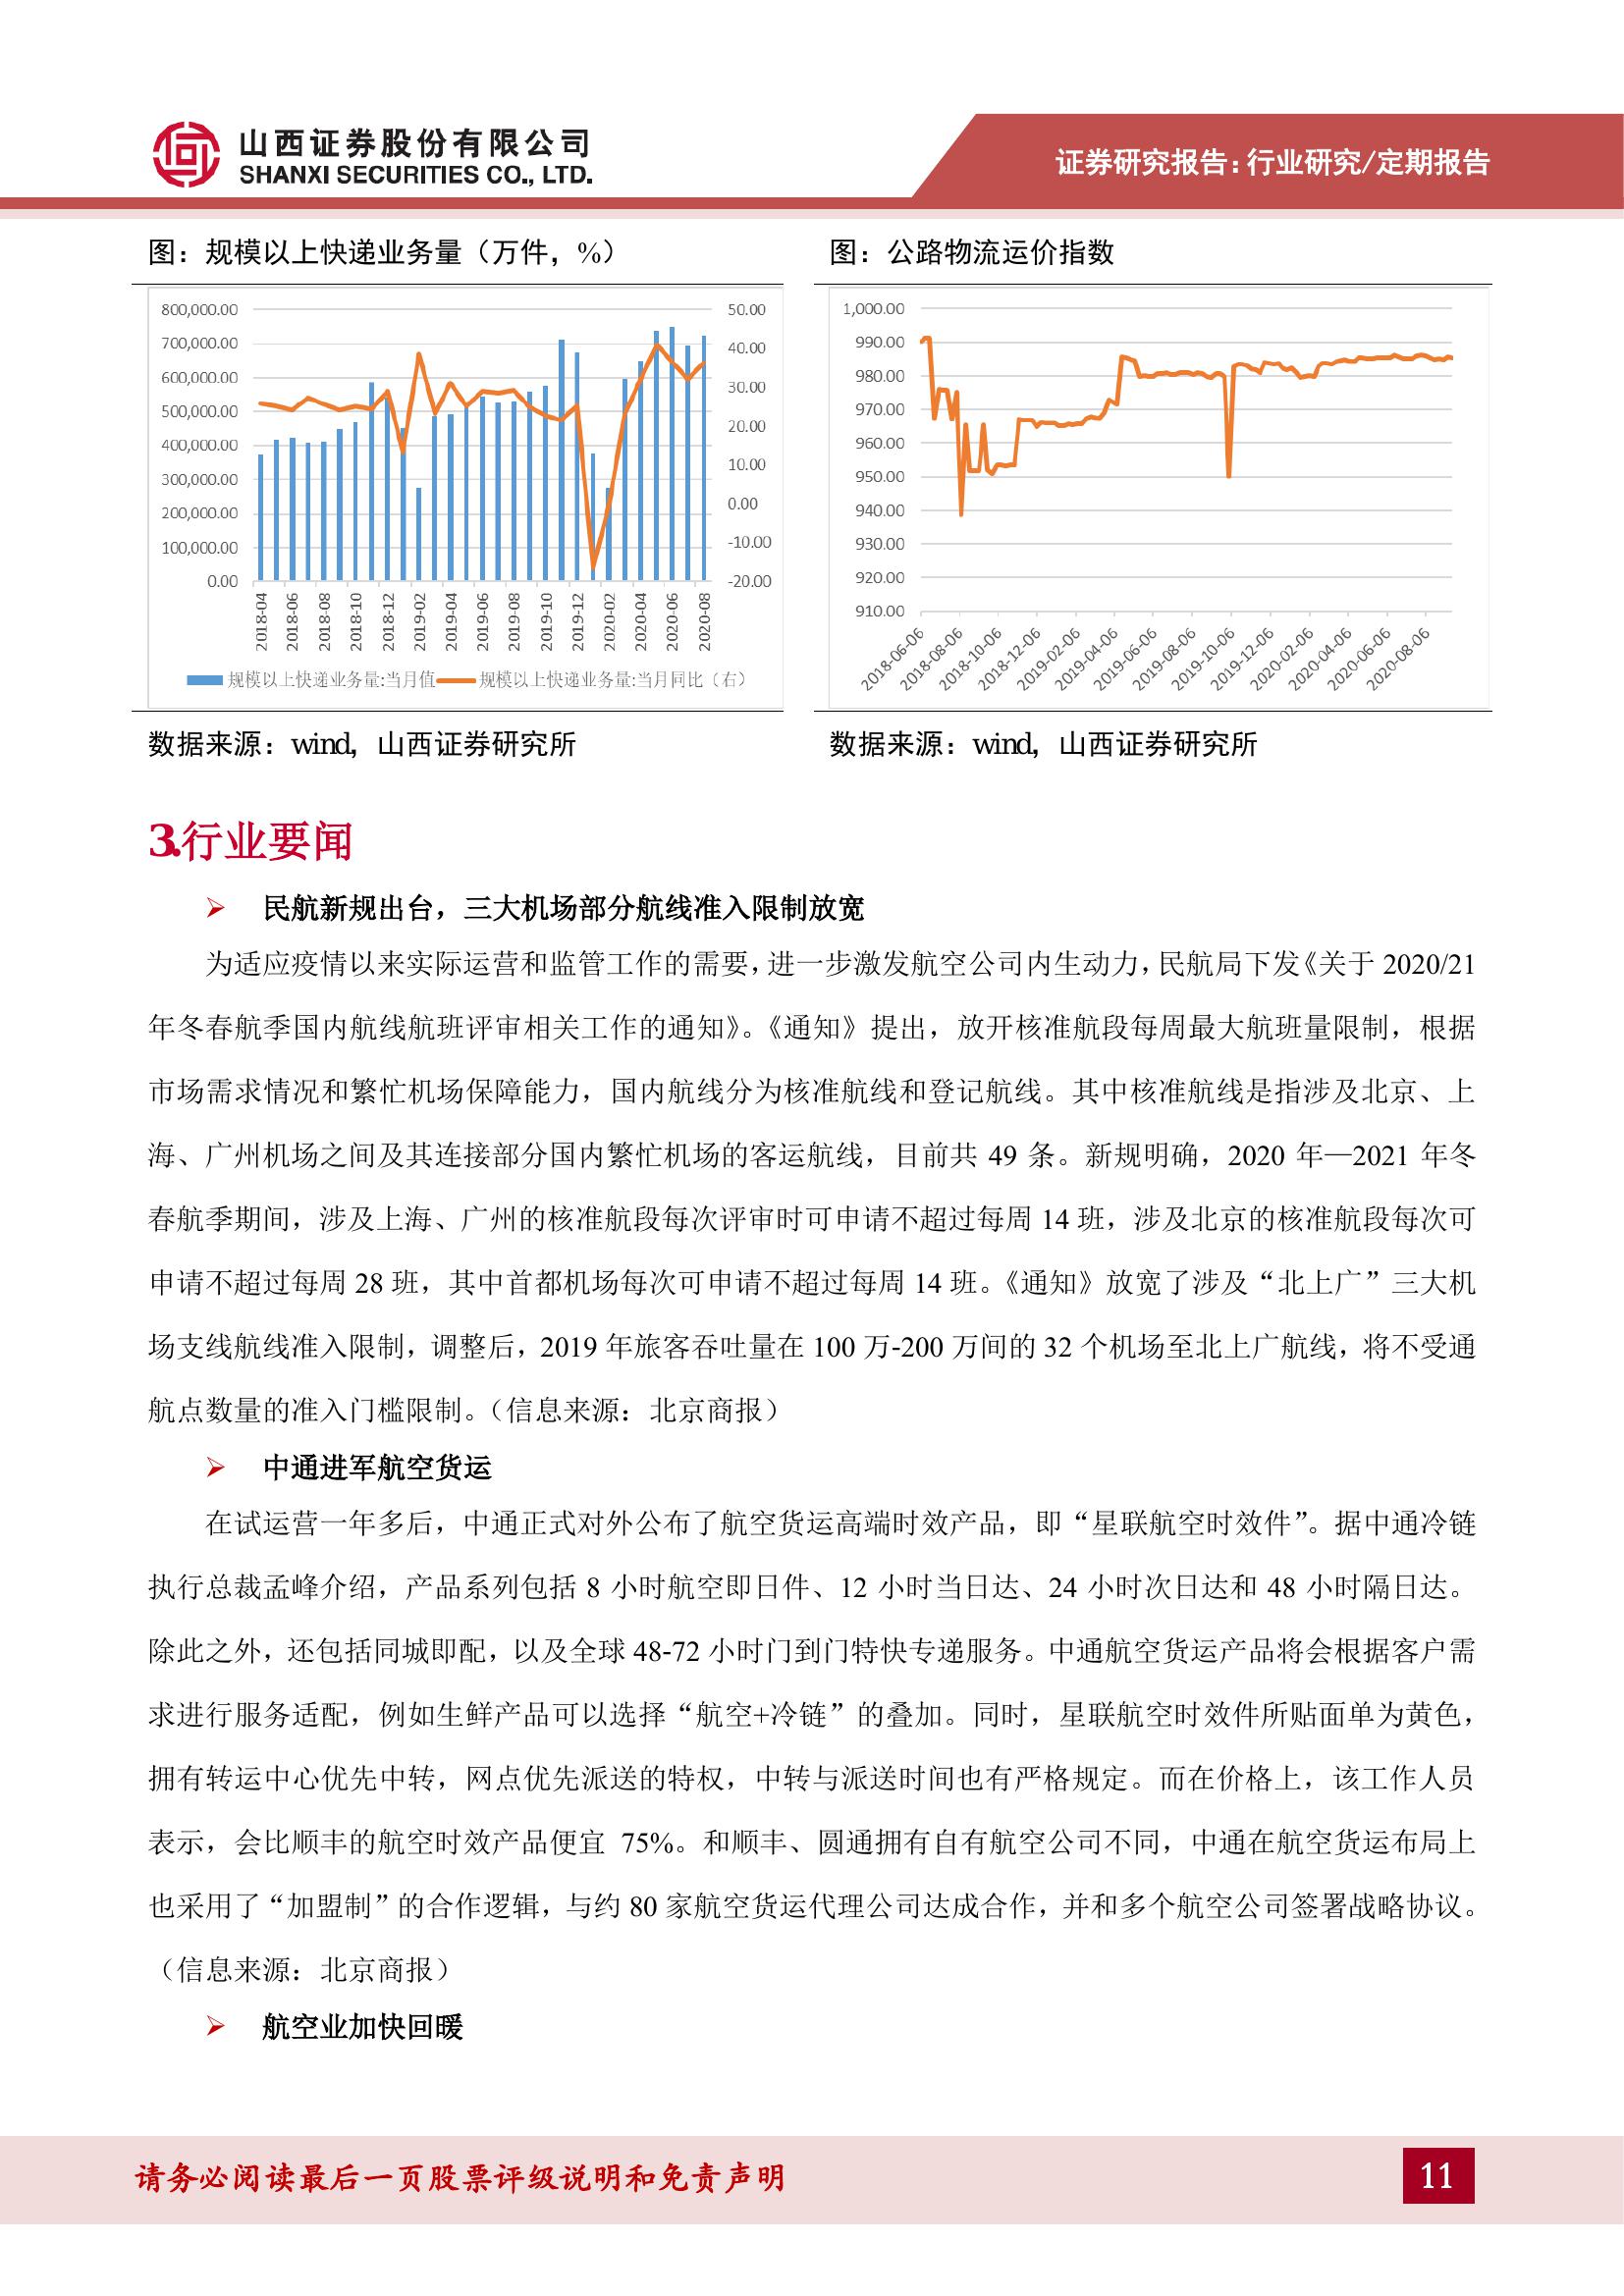 山西证券股份有限公司
SHANXI SECURITIES CO., LTD.
证券研究报告：行业研究/定期报告
图：规模以上快递业务量（万件，%）
800,000.00
700,000.00
600,000.00
500,000.00
400,000.00
300,000.00
200,000.00
100,000.00
0.00
50.00
40.00
30.00
20.00
10.00
0.00
-10.00
-20.00
2018-04
2018-06
2018-08
2018-10
2018-12
2019-02
2019-04
2019-06
2019-08
2019-10
2019-12
2020-02
2020-04
2020-06
2020-08
规模以上快递业务量:当月值
规模以上快递业务量:当月同比（右）
数据来源：wind，山西证券研究所
图：公路物流运价指数
1,000.00
990.00
980.00
970.00
960.00
950.00
940.00
930.00
920.00
910.00
2018-06-06
2018-08-06
2018-10-06
2018-12-06
2019-02-06
2019-04-06
2019-06-06
2019-08-06
2019-10-06
2019-12-06
2020-02-06
2020-04-06
2020-06-06
2020-08-06
数据来源：wind，山西证券研究所
3.行业要闻
➢ 民航新规出台，三大机场部分航线准入限制放宽
为适应疫情以来实际运营和监管工作的需要，进一步激发航空公司内生动力，民航局下发《关于 2020/21
年冬春航季国内航线航班评审相关工作的通知》。《通知》提出，放开核准航段每周最大航班量限制，根据
市场需求情况和繁忙机场保障能力，国内航线分为核准航线和登记航线。其中核准航线是指涉及北京、上
海、广州机场之间及其连接部分国内繁忙机场的客运航线，目前共 49 条。新规明确，2020 年—2021 年冬
春航季期间，涉及上海、广州的核准航段每次评审时可申请不超过每周 14 班，涉及北京的核准航段每次可
申请不超过每周 28 班，其中首都机场每次可申请不超过每周 14 班。《通知》放宽了涉及“北上广”三大机
场支线航线准入限制，调整后，2019 年旅客吞吐量在 100 万-200 万间的 32 个机场至北上广航线，将不受通
航点数量的准入门槛限制。（信息来源：北京商报）
➢ 中通进军航空货运
在试运营一年多后，中通正式对外公布了航空货运高端时效产品，即“星联航空时效件”。据中通冷链
执行总裁孟峰介绍，产品系列包括 8 小时航空即日件、12 小时当日达、24 小时次日达和 48 小时隔日达。
除此之外，还包括同城即配，以及全球 48-72 小时门到门特快专递服务。中通航空货运产品将会根据客户需
求进行服务适配，例如生鲜产品可以选择“航空+冷链”的叠加。同时，星联航空时效件所贴面单为黄色，
拥有转运中心优先中转，网点优先派送的特权，中转与派送时间也有严格规定。而在价格上，该工作人员
表示，会比顺丰的航空时效产品便宜 75%。和顺丰、圆通拥有自有航空公司不同，中通在航空货运布局上
也采用了“加盟制”的合作逻辑，与约 80 家航空货运代理公司达成合作，并和多个航空公司签署战略协议。
（信息来源：北京商报）
➢ 航空业加快回暖
请务必阅读最后一页股票评级说明和免责声明
11